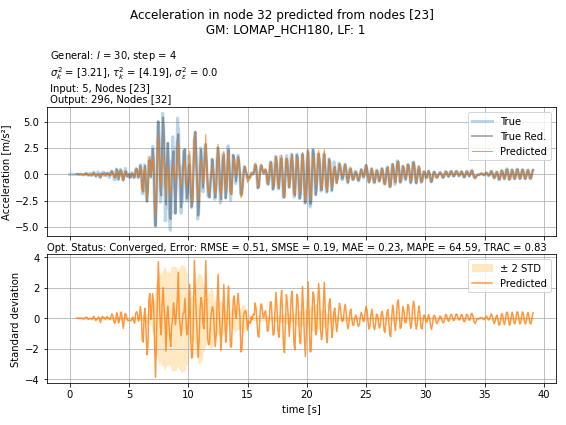 Acceleration in node 32 predicted from nodes [23]
GM: LOMAP_HCH180, LF: 1
General: l = 30, step = 4
σ²ₖ = [3.21], τ²ₖ = [4.19], σ²ε = 0.0
Input: 5, Nodes [23]
Output: 296, Nodes [32]
Acceleration [m/s²]
5.0
2.5
0.0
−2.5
−5.0
True
True Red.
Predicted
Opt. Status: Converged, Error: RMSE = 0.51, SMSE = 0.19, MAE = 0.23, MAPE = 64.59, TRAC = 0.83
Standard deviation
4
2
0
−2
−4
± 2 STD
Predicted
0 5 10 15 20 25 30 35 40
time [s]